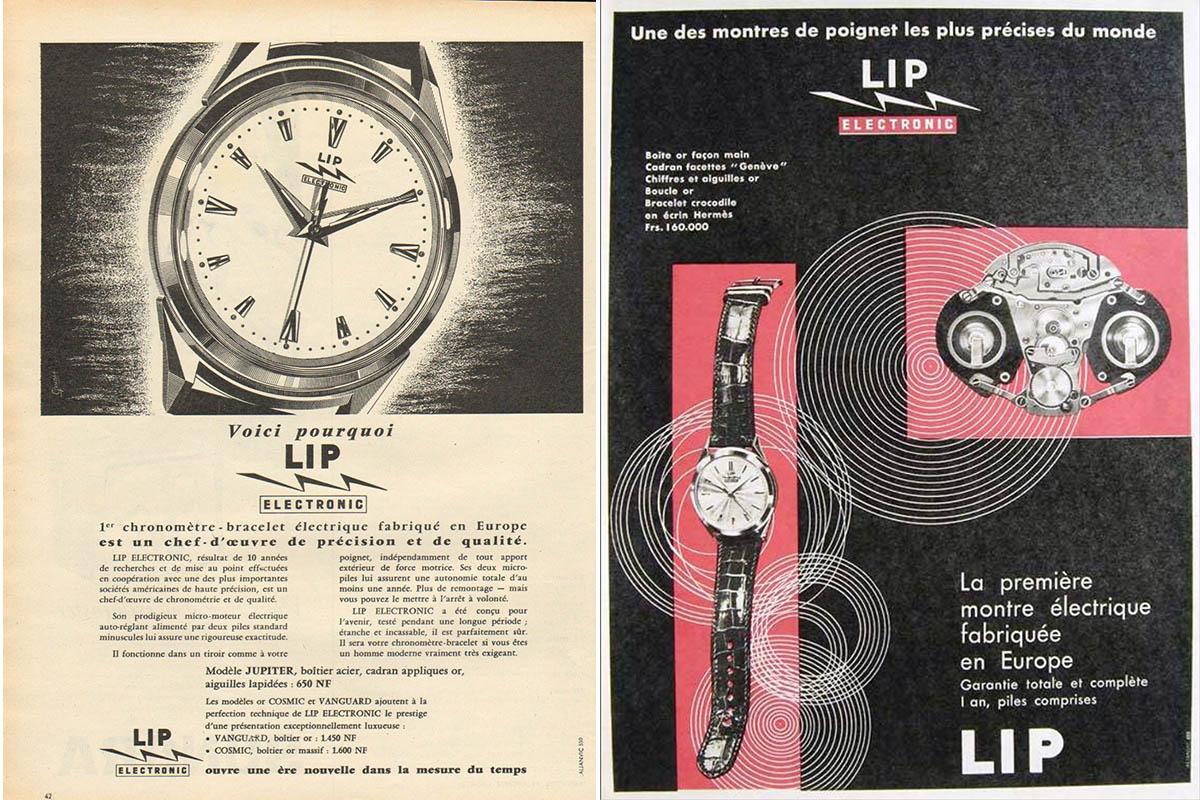 LIP
ELECTRONIC
Voici pourquoi
LIP
ELECTRONIC
1er chronomètre-bracelet électrique fabriqué en Europe
est un chef-d'œuvre de précision et de qualité.
LIP ELECTRONIC, résultat de 10 années
de recherches et de mise au point effectuées
en coopération avec une des plus importantes
sociétés américaines de haute précision, est un
chef-d'œuvre de chronométrie et de qualité.
Son prodigieux micro-moteur électrique
auto-réglant alimenté par deux piles standard
minuscules lui assure une rigoureuse exactitude.
Il fonctionne dans un tiroir comme à votre
poignet, indépendamment de tout apport
extérieur de force motrice. Ses deux micro-
piles lui assurent une autonomie totale d'au
moins une année. Plus de remontage — mais
vous pouvez le mettre à l'arrêt à volonté.
LIP ELECTRONIC a été conçu pour
l'avenir, testé pendant une longue période ;
étanche et incassable, il est parfaitement sûr.
Il sera votre chronomètre-bracelet si vous êtes
un homme moderne vraiment très exigeant.
Modèle JUPITER, boîtier acier, cadran appliques or,
aiguilles lapidées : 650 NF
Les modèles or COSMIC et VANGUARD ajoutent à la
perfection technique de LIP ELECTRONIC le prestige
d'une présentation exceptionnellement luxueuse :
• VANGUARD, boîtier or : 1.450 NF
• COSMIC, boîtier or massif : 1.600 NF
LIP
ELECTRONIC
ouvre une ère nouvelle dans la mesure du temps
42
Une des montres de poignet les plus précises du monde
LIP
ELECTRONIC
Boîte or façon main
Cadran facettes "Genève"
Chiffres et aiguilles or
Boucle or
Bracelet crocodile
en écrin Hermès
Frs. 160.000
La première
montre électrique
fabriquée
en Europe
Garantie totale et complète
1 an, piles comprises
LIP